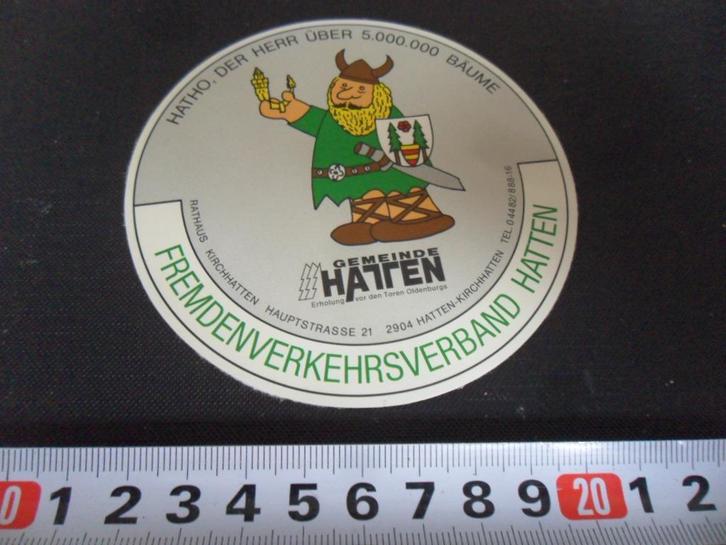 HATHO, DER HERR ÜBER 5.000.000 BÄUME
GEMEINDE
HATTEN
Erholung vor den Toren Oldenburgs
RATHAUS KIRCHHATTEN HAUPTSTRASSE 21 2904 HATTEN-KIRCHHATTEN TEL. 04482/888-16
FREMDENVERKEHRSVERBAND HATTEN
0 1 2 3 4 5 6 7 8 9 20 1 2